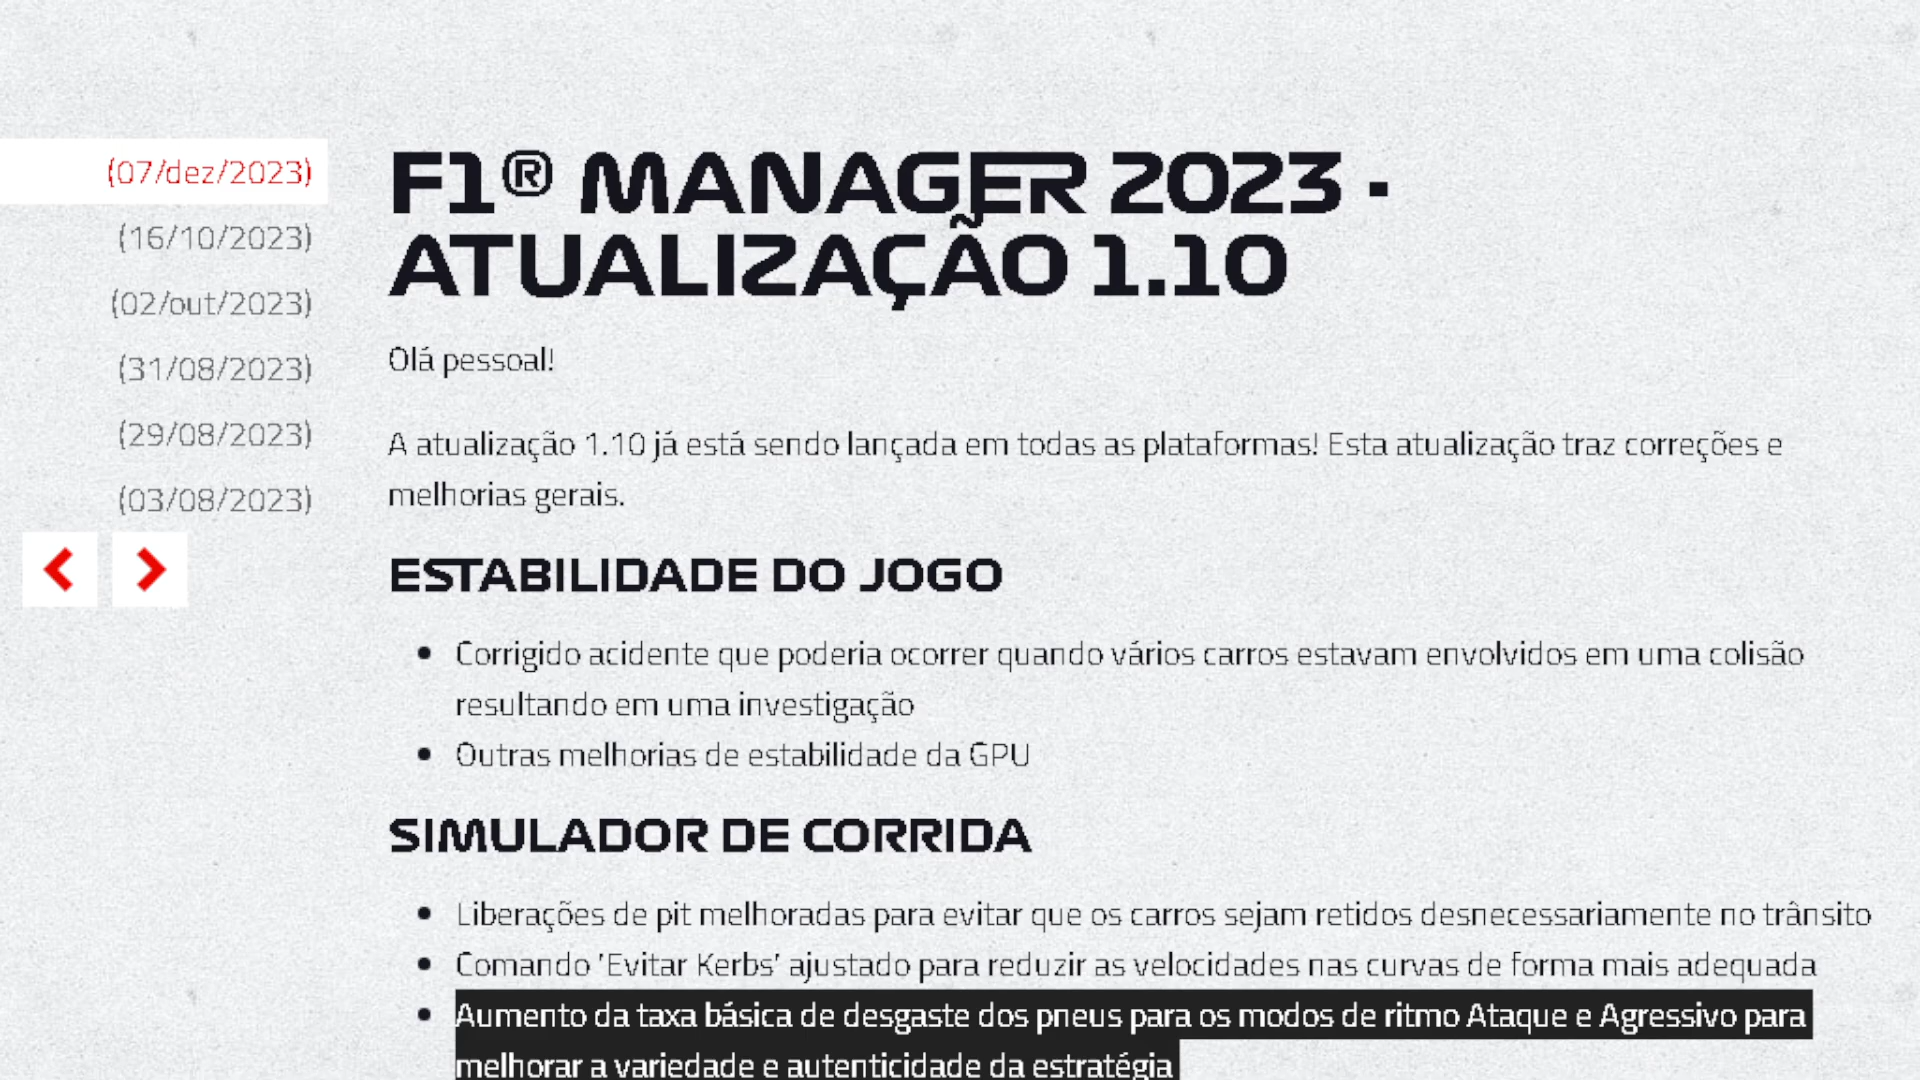 (07/dez/2023)
(16/10/2023)
(02/out/2023)
(31/08/2023)
(29/08/2023)
(03/08/2023)
F1® MANAGER 2023 -
ATUALIZAÇÃO 1.10
Olá pessoal!
A atualização 1.10 já está sendo lançada em todas as plataformas! Esta atualização traz correções e
melhorias gerais.
ESTABILIDADE DO JOGO
• Corrigido acidente que poderia ocorrer quando vários carros estavam envolvidos em uma colisão
resultando em uma investigação
• Outras melhorias de estabilidade da GPU
SIMULADOR DE CORRIDA
• Liberações de pit melhoradas para evitar que os carros sejam retidos desnecessariamente no trânsito
• Comando 'Evitar Kerbs' ajustado para reduzir as velocidades nas curvas de forma mais adequada
• Aumento da taxa básica de desgaste dos pneus para os modos de ritmo Ataque e Agressivo para
melhorar a variedade e autenticidade da estratégia